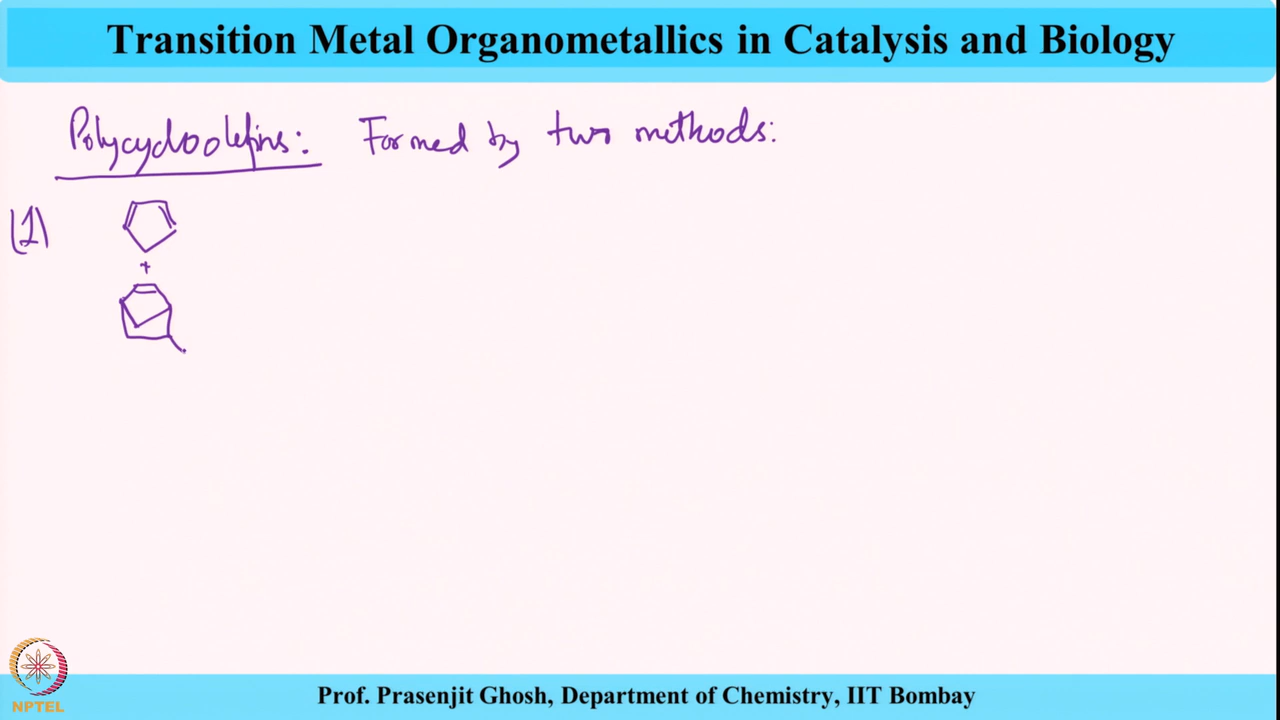 Transition Metal Organometallics in Catalysis and Biology
Polycycloolefins: Formed by two methods:
(1)
+
Prof. Prasenjit Ghosh, Department of Chemistry, IIT Bombay
NPTEL